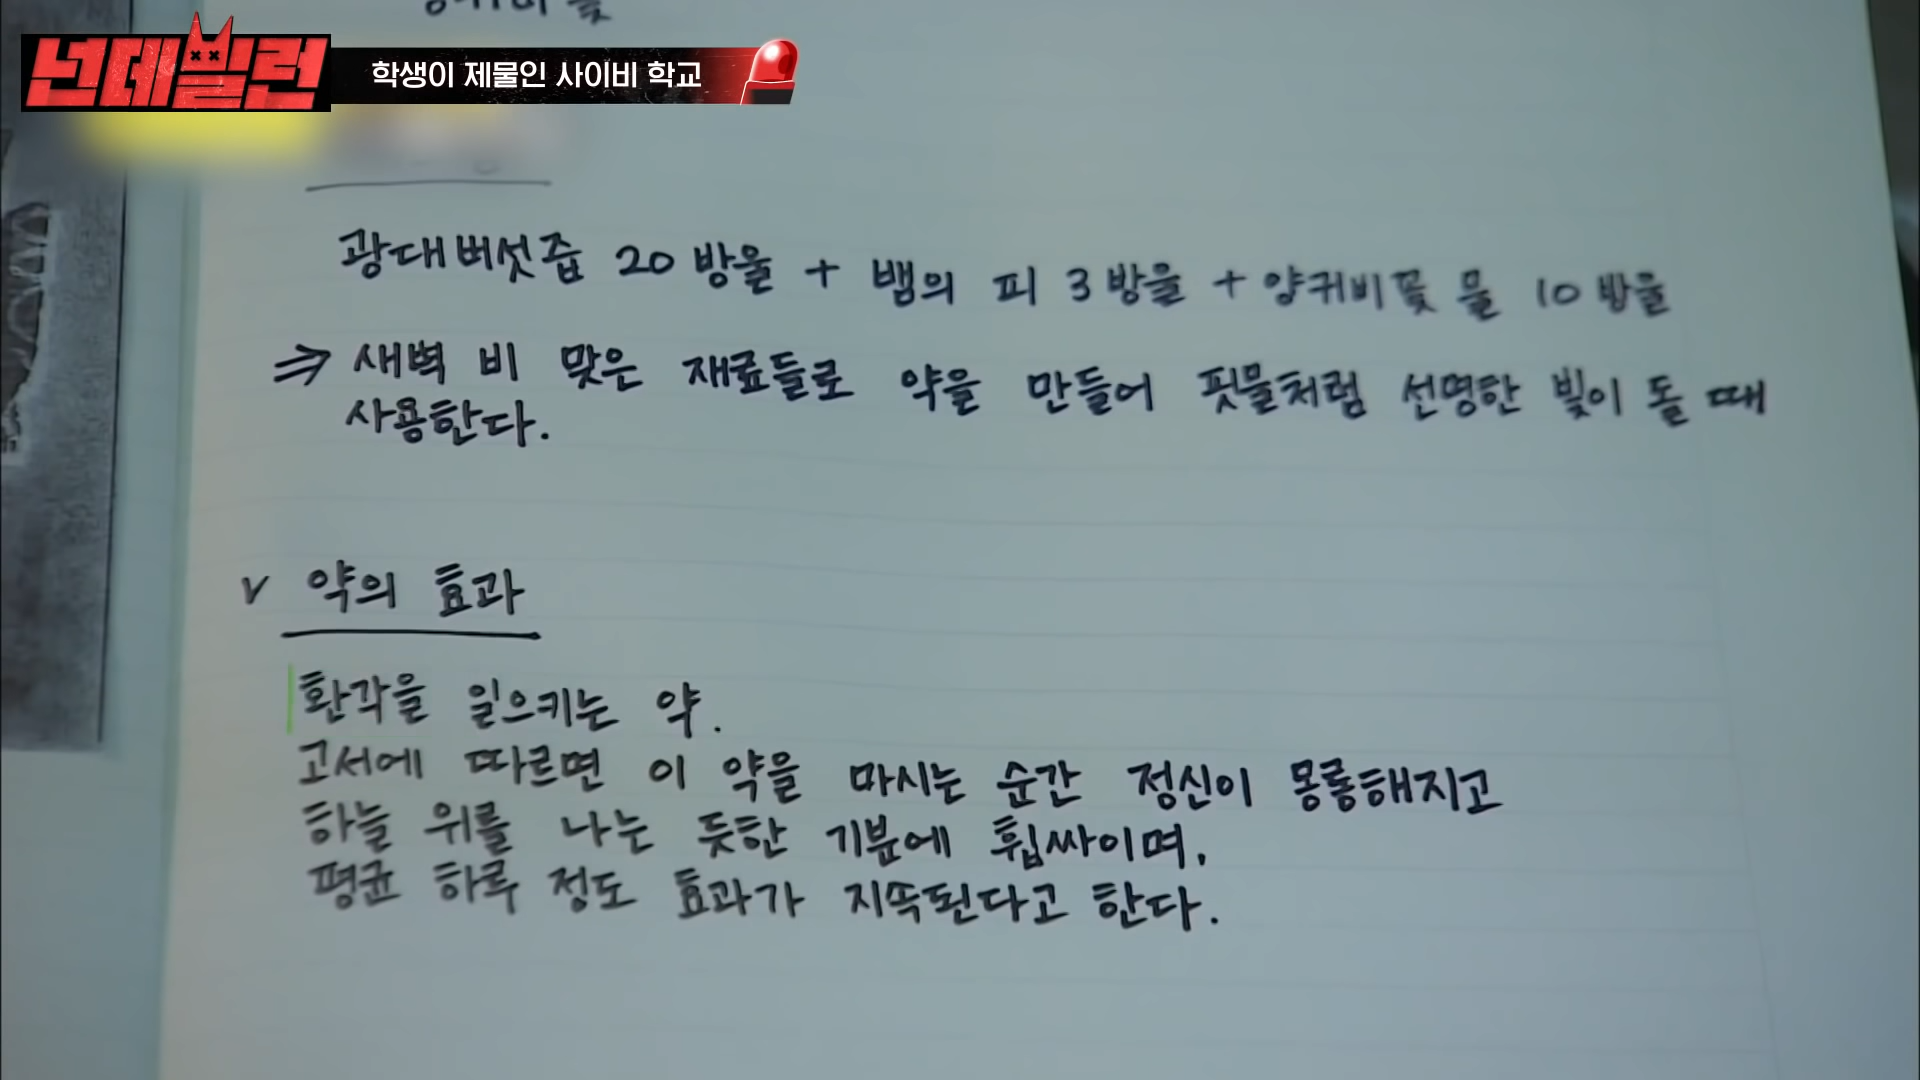 넌데빌런
학생이 제물인 사이비 학교
광대버섯즙 20방울 + 뱀의 피 3방울 + 양귀비꽃 물 10방울
⇒ 새벽 비 맞은 재료들로 약을 만들어 핏물처럼 선명한 빛이 돌 때
사용한다.
v 약의 효과
환각을 일으키는 약.
고서에 따르면 이 약을 마시는 순간 정신이 몽롱해지고
하늘 위를 나는 듯한 기분에 휩싸이며,
평균 하루 정도 효과가 지속된다고 한다.